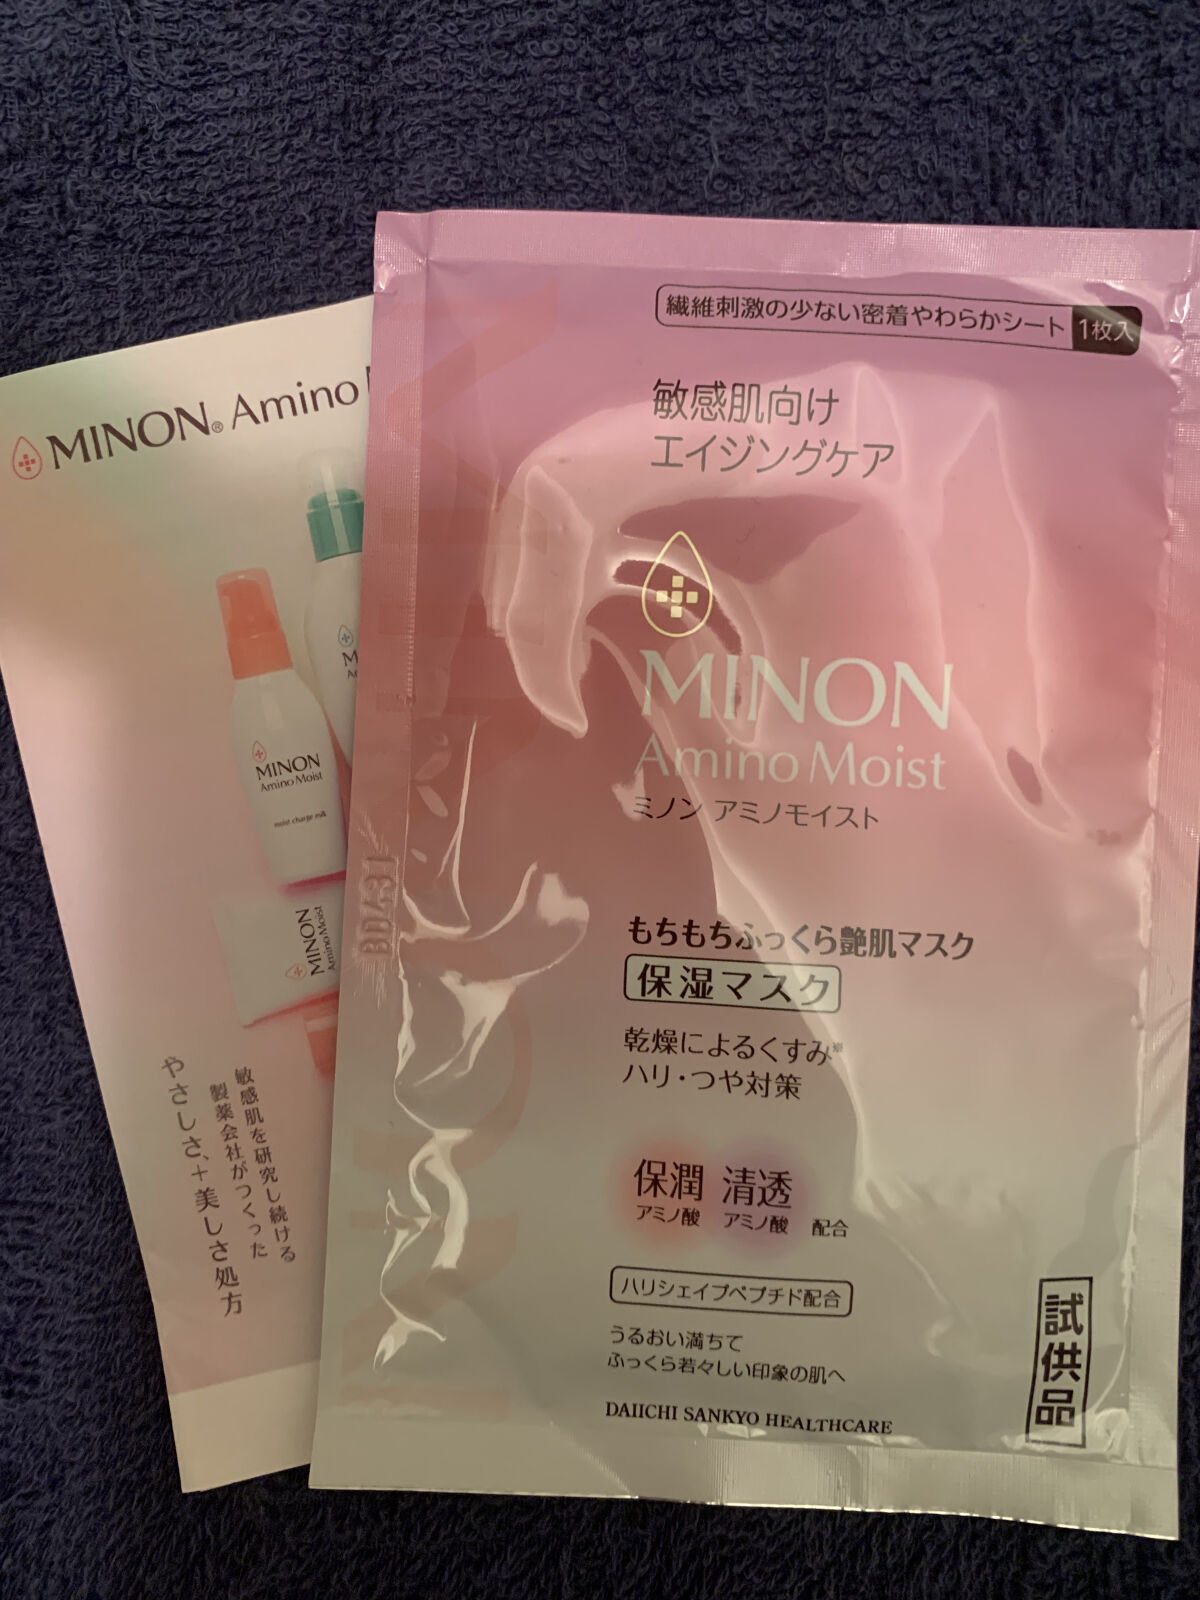 MINON® Amino
MINON
Amino Moist
moist charge milk
MINON
Amino Moist
敏感肌を研究し続ける
製薬会社がつくった
やさしさ、+美しさ処方
繊維刺激の少ない密着やわらかシート 1枚入
敏感肌向け
エイジングケア
MINON
Amino Moist
ミノン アミノモイスト
もちもちふっくら艶肌マスク
保湿マスク
乾燥によるくすみ※
ハリ・つや対策
保潤 清透
アミノ酸 アミノ酸 配合
ハリシェイプペプチド配合
うるおい満ちて
ふっくら若々しい印象の肌へ
DAIICHI SANKYO HEALTHCARE
試供品